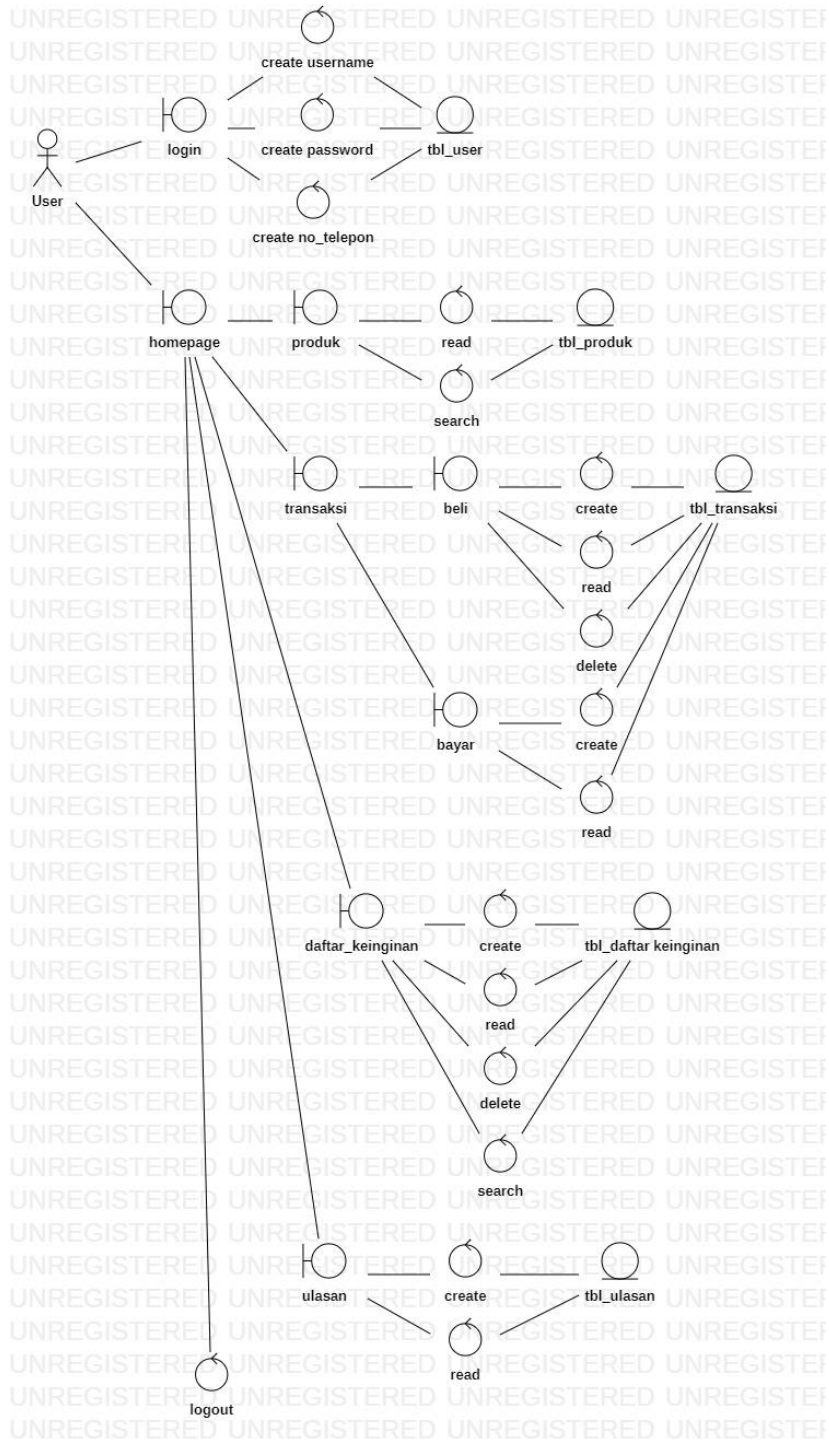 create username
login
create password
tbl_user
User
create no_telepon
homepage
produk
read
tbl_produk
search
transaksi
beli
create
tbl_transaksi
read
delete
bayar
create
read
daftar_keinginan
create
tbl_daftar keinginan
read
delete
search
ulasan
create
tbl_ulasan
read
logout
UNREGISTERED